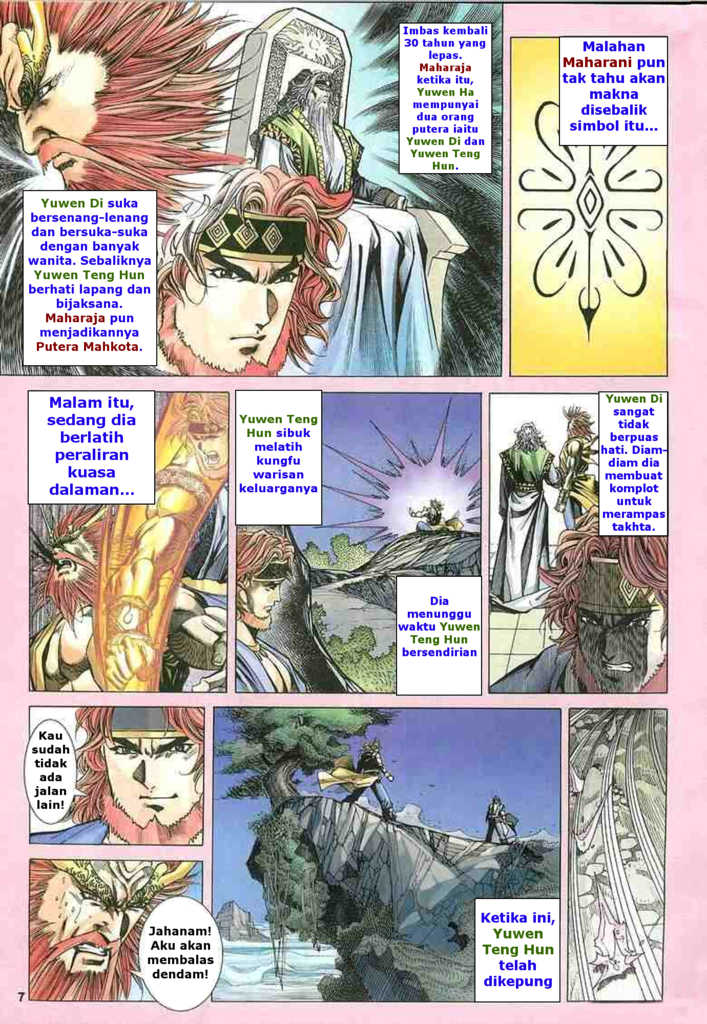 Imbas kembali
30 tahun yang
lepas.
Maharaja
ketika itu,
Yuwen Ha
mempunyai
dua orang
putera iaitu
Yuwen Di dan
Yuwen Teng
Hun.
Malahan
Maharani pun
tak tahu akan
makna
disebalik
simbol itu...
Yuwen Di suka
bersenang-lenang
dan bersuka-suka
dengan banyak
wanita. Sebaliknya
Yuwen Teng Hun
berhati lapang dan
bijaksana.
Maharaja pun
menjadikannya
Putera Mahkota.
Malam itu,
sedang dia
berlatih
peraliran
kuasa
dalaman...
Yuwen Teng
Hun sibuk
melatih
kungfu
warisan
keluarganya
Dia
menunggu
waktu Yuwen
Teng Hun
bersendirian
Yuwen Di
sangat
tidak
berpuas
hati. Diam-
diam dia
membuat
komplot
untuk
merampas
takhta.
Kau
sudah
tidak
ada
jalan
lain!
Jahanam!
Aku akan
membalas
dendam!
Ketika ini,
Yuwen
Teng Hun
telah
dikepung
7